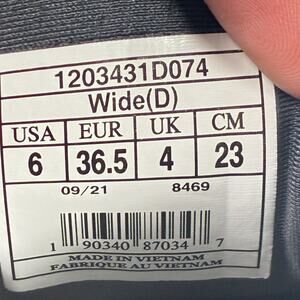 1203431D074
Wide(D)
USA EUR UK CM
6 36.5 4 23
09/21 8469
1 90340 87034 7
MADE IN VIETNAM
FABRIQUE AU VIETNAM